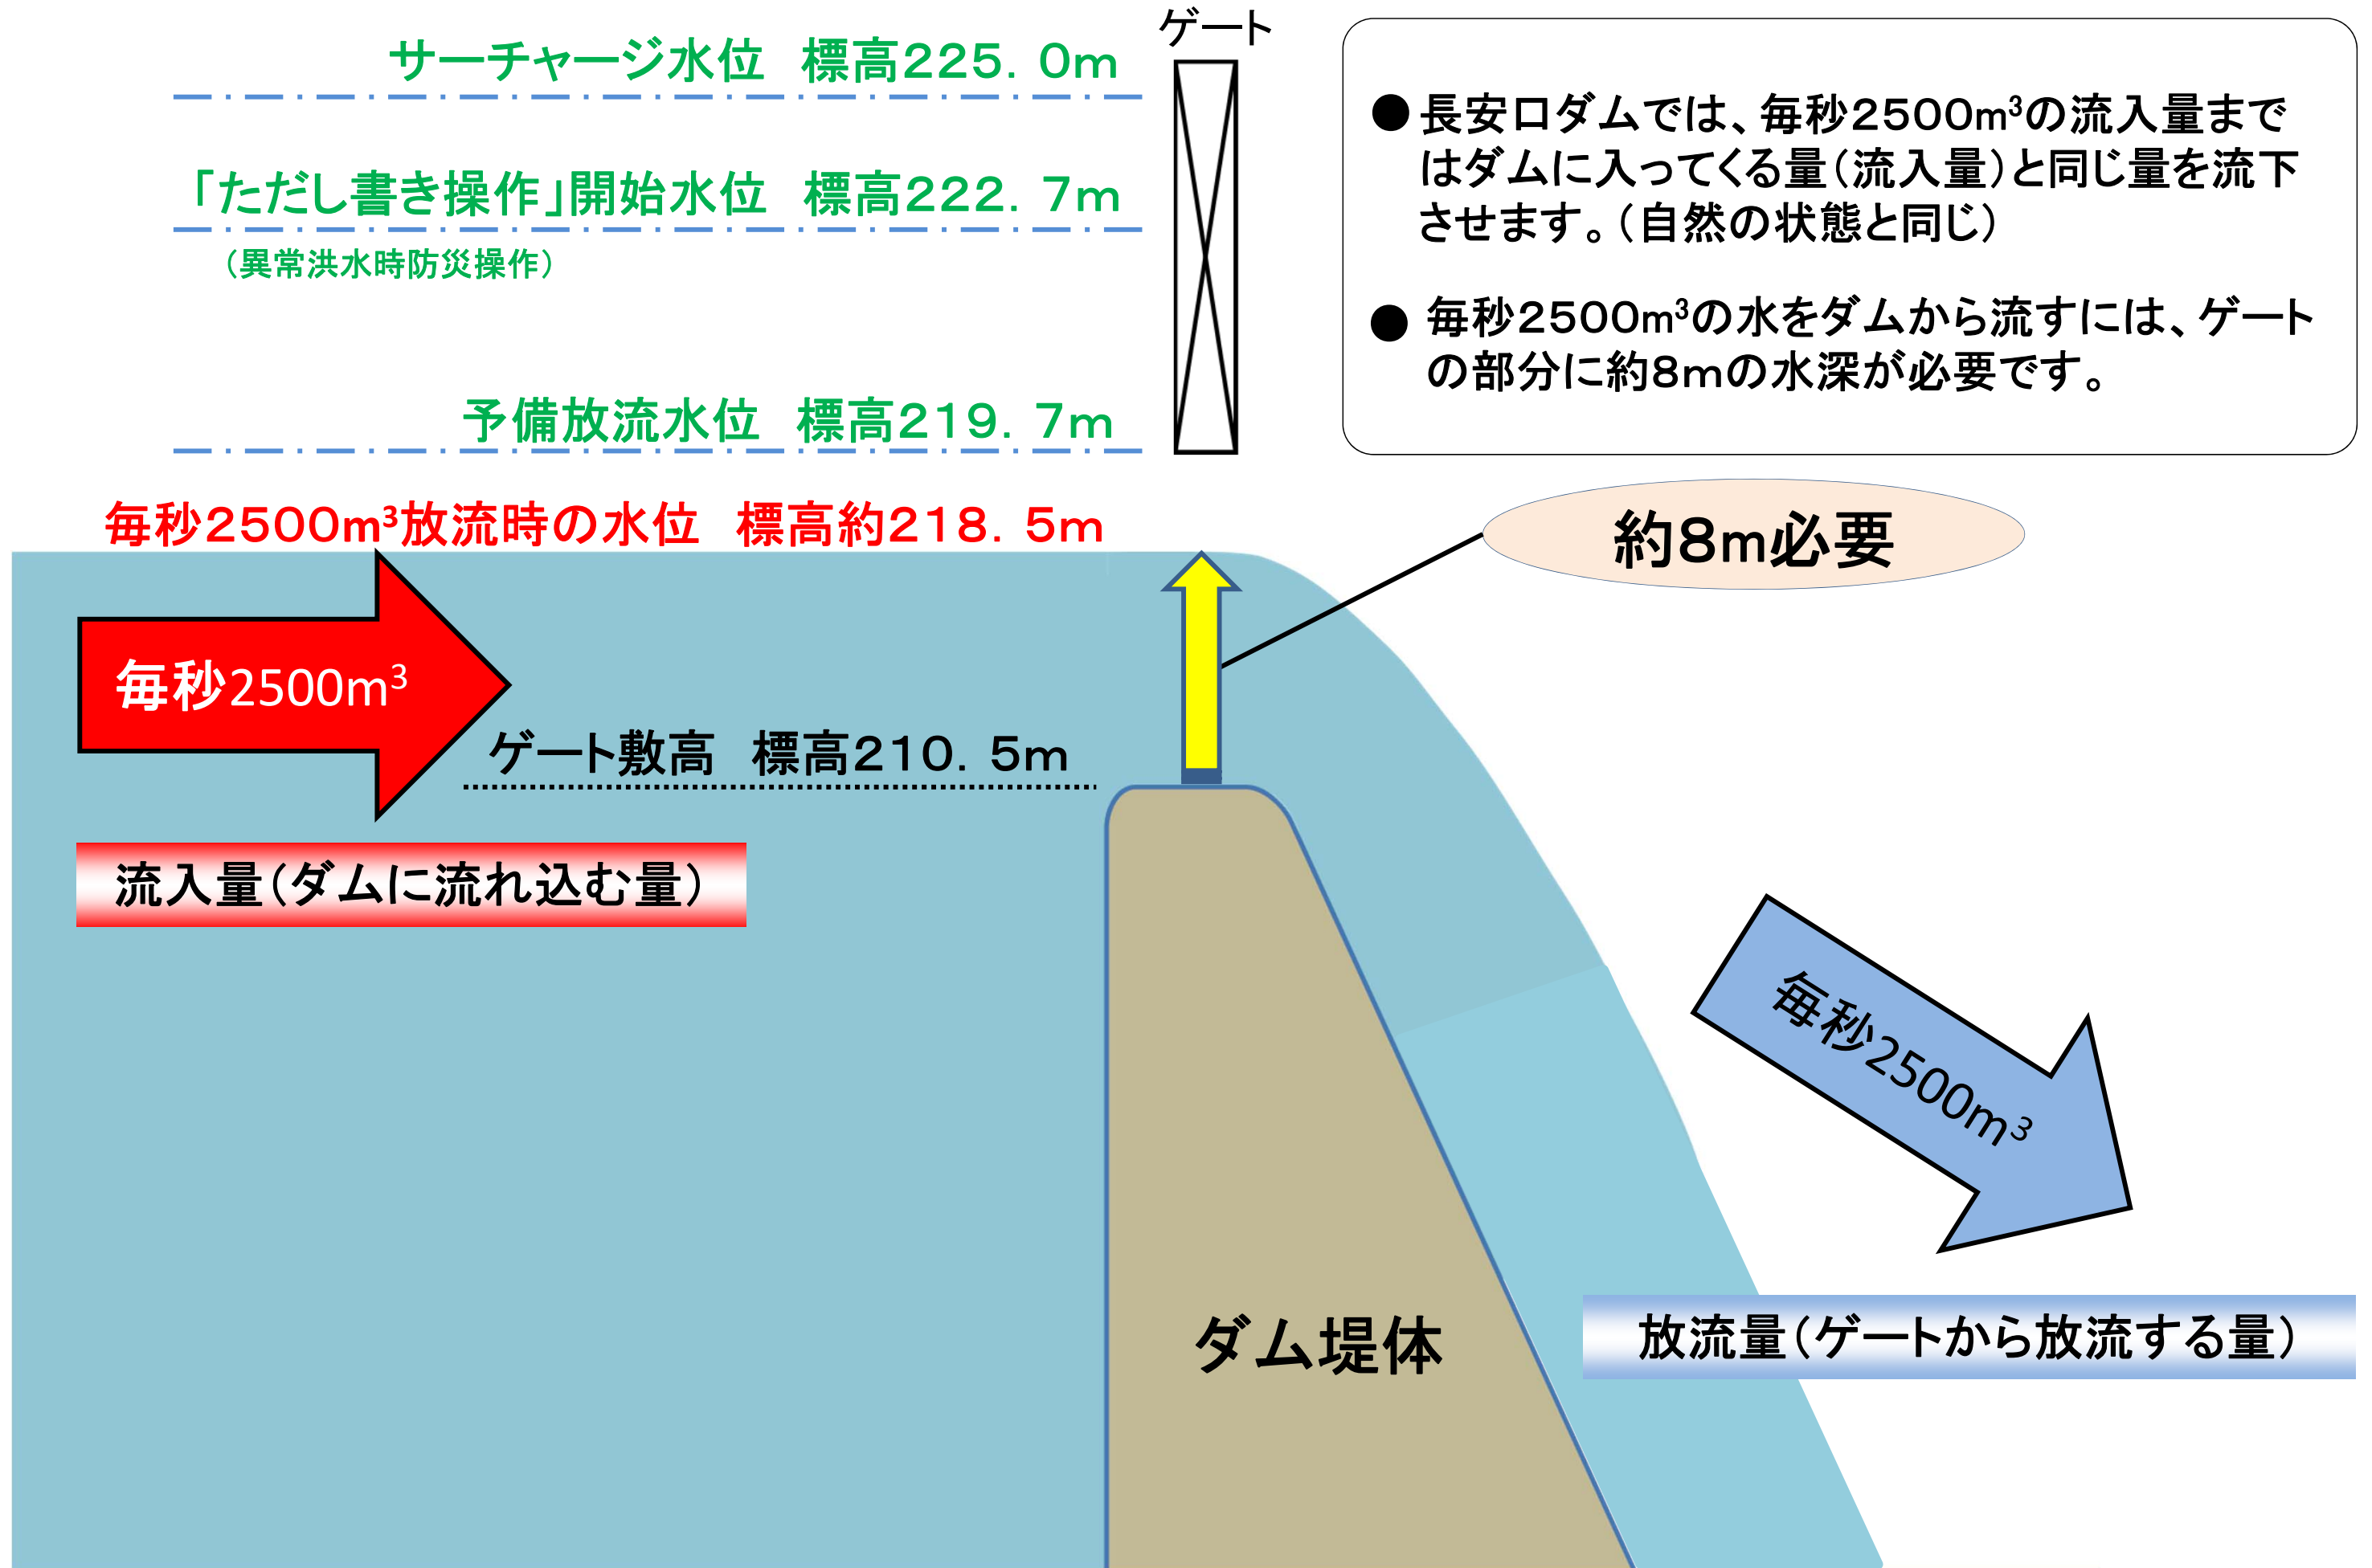 ゲート
サーチャージ水位　標高225．0m
「ただし書き操作」開始水位　標高222．7m
（異常洪水時防災操作）
予備放流水位　標高219．7m
毎秒2500m³放流時の水位　標高約218．5m
●長安口ダムでは、毎秒2500m³の流入量まで
はダムに入ってくる量（流入量）と同じ量を流下
させます。（自然の状態と同じ）
● 毎秒2500m³の水をダムから流すには、ゲート
の部分に約8mの水深が必要です。
約8m必要
毎秒2500m³
ゲート敷高　標高210．5m
流入量（ダムに流れ込む量）
毎秒2500m³
ダム堤体
放流量（ゲートから放流する量）